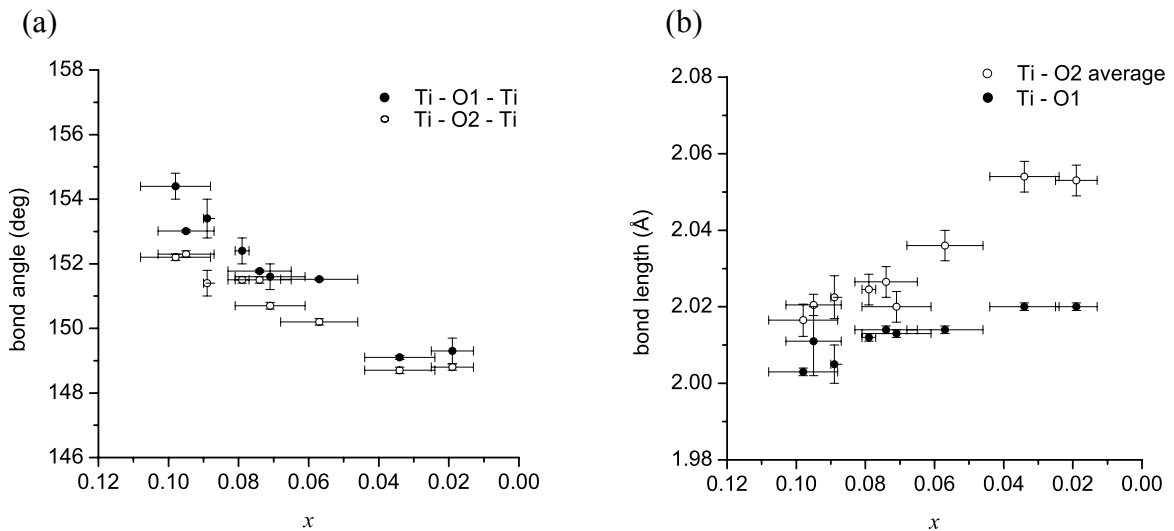 (a)
158
156
154
152
150
148
146
bond angle (deg)
Ti - O1 - Ti
Ti - O2 - Ti
0.12
0.10
0.08
0.06
0.04
0.02
0.00
x
(b)
2.08
2.06
2.04
2.02
2.00
1.98
bond length (Å)
Ti - O2 average
Ti - O1
0.12
0.10
0.08
0.06
0.04
0.02
0.00
x